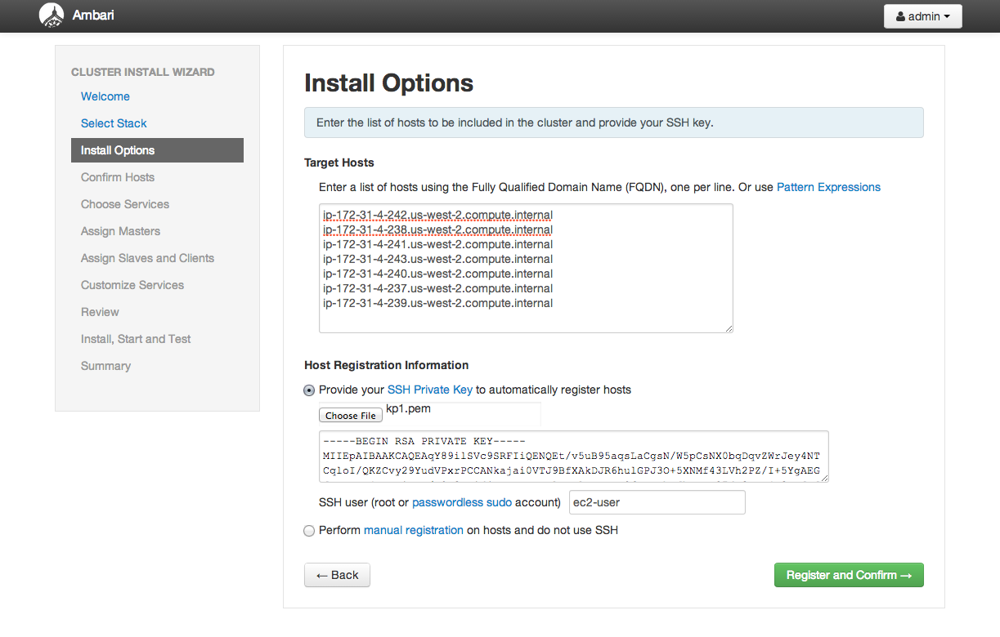 Ambari
admin
CLUSTER INSTALL WIZARD
Welcome
Select Stack
Install Options
Confirm Hosts
Choose Services
Assign Masters
Assign Slaves and Clients
Customize Services
Review
Install, Start and Test
Summary
Install Options
Enter the list of hosts to be included in the cluster and provide your SSH key.
Target Hosts
Enter a list of hosts using the Fully Qualified Domain Name (FQDN), one per line. Or use Pattern Expressions
ip-172-31-4-242.us-west-2.compute.internal
ip-172-31-4-238.us-west-2.compute.internal
ip-172-31-4-241.us-west-2.compute.internal
ip-172-31-4-243.us-west-2.compute.internal
ip-172-31-4-240.us-west-2.compute.internal
ip-172-31-4-237.us-west-2.compute.internal
ip-172-31-4-239.us-west-2.compute.internal
Host Registration Information
Provide your SSH Private Key to automatically register hosts
Choose File kp1.pem
-----BEGIN RSA PRIVATE KEY-----
MIIEpAIBAAKCAQEAqY89ilSVc9SRFIiQENQEt/v5uB95aqsLaCgsN/W5pCsNX0bqDqvZWrJey4NT
CqloI/QKZCvy29YudVPxrPCCANkajai0VTJ9BfXAkDJR6hulGPJ3O+5XNMf43LVh2PZ/I+5YgAEG
SSH user (root or passwordless sudo account) ec2-user
Perform manual registration on hosts and do not use SSH
← Back
Register and Confirm →